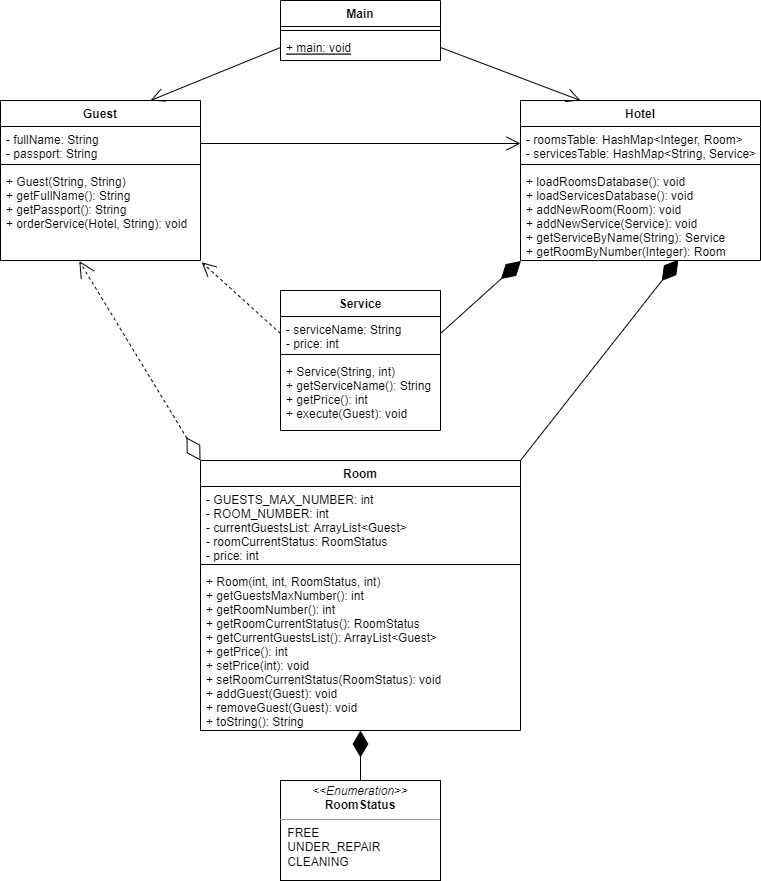 Main
+ main: void
Guest
- fullName: String
- passport: String
+ Guest(String, String)
+ getFullName(): String
+ getPassport(): String
+ orderService(Hotel, String): void
Hotel
- roomsTable: HashMap<Integer, Room>
- servicesTable: HashMap<String, Service>
+ loadRoomsDatabase(): void
+ loadServicesDatabase(): void
+ addNewRoom(Room): void
+ addNewService(Service): void
+ getServiceByName(String): Service
+ getRoomByNumber(Integer): Room
Service
- serviceName: String
- price: int
+ Service(String, int)
+ getServiceName(): String
+ getPrice(): int
+ execute(Guest): void
Room
- GUESTS_MAX_NUMBER: int
- ROOM_NUMBER: int
- currentGuestsList: ArrayList<Guest>
- roomCurrentStatus: RoomStatus
- price: int
+ Room(int, int, RoomStatus, int)
+ getGuestsMaxNumber(): int
+ getRoomNumber(): int
+ getRoomCurrentStatus(): RoomStatus
+ getCurrentGuestsList(): ArrayList<Guest>
+ getPrice(): int
+ setPrice(int): void
+ setRoomCurrentStatus(RoomStatus): void
+ addGuest(Guest): void
+ removeGuest(Guest): void
+ toString(): String
<<Enumeration>>
RoomStatus
FREE
UNDER_REPAIR
CLEANING